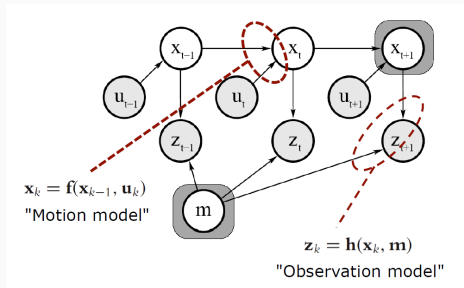 x_{t-1} x_t x_{t+1}
u_{t-1} u_t u_{t+1}
z_{t-1} z_t z_{t+1}
x_k = f(x_{k-1}, u_k)
"Motion model"
m
z_k = h(x_k, m)
"Observation model"